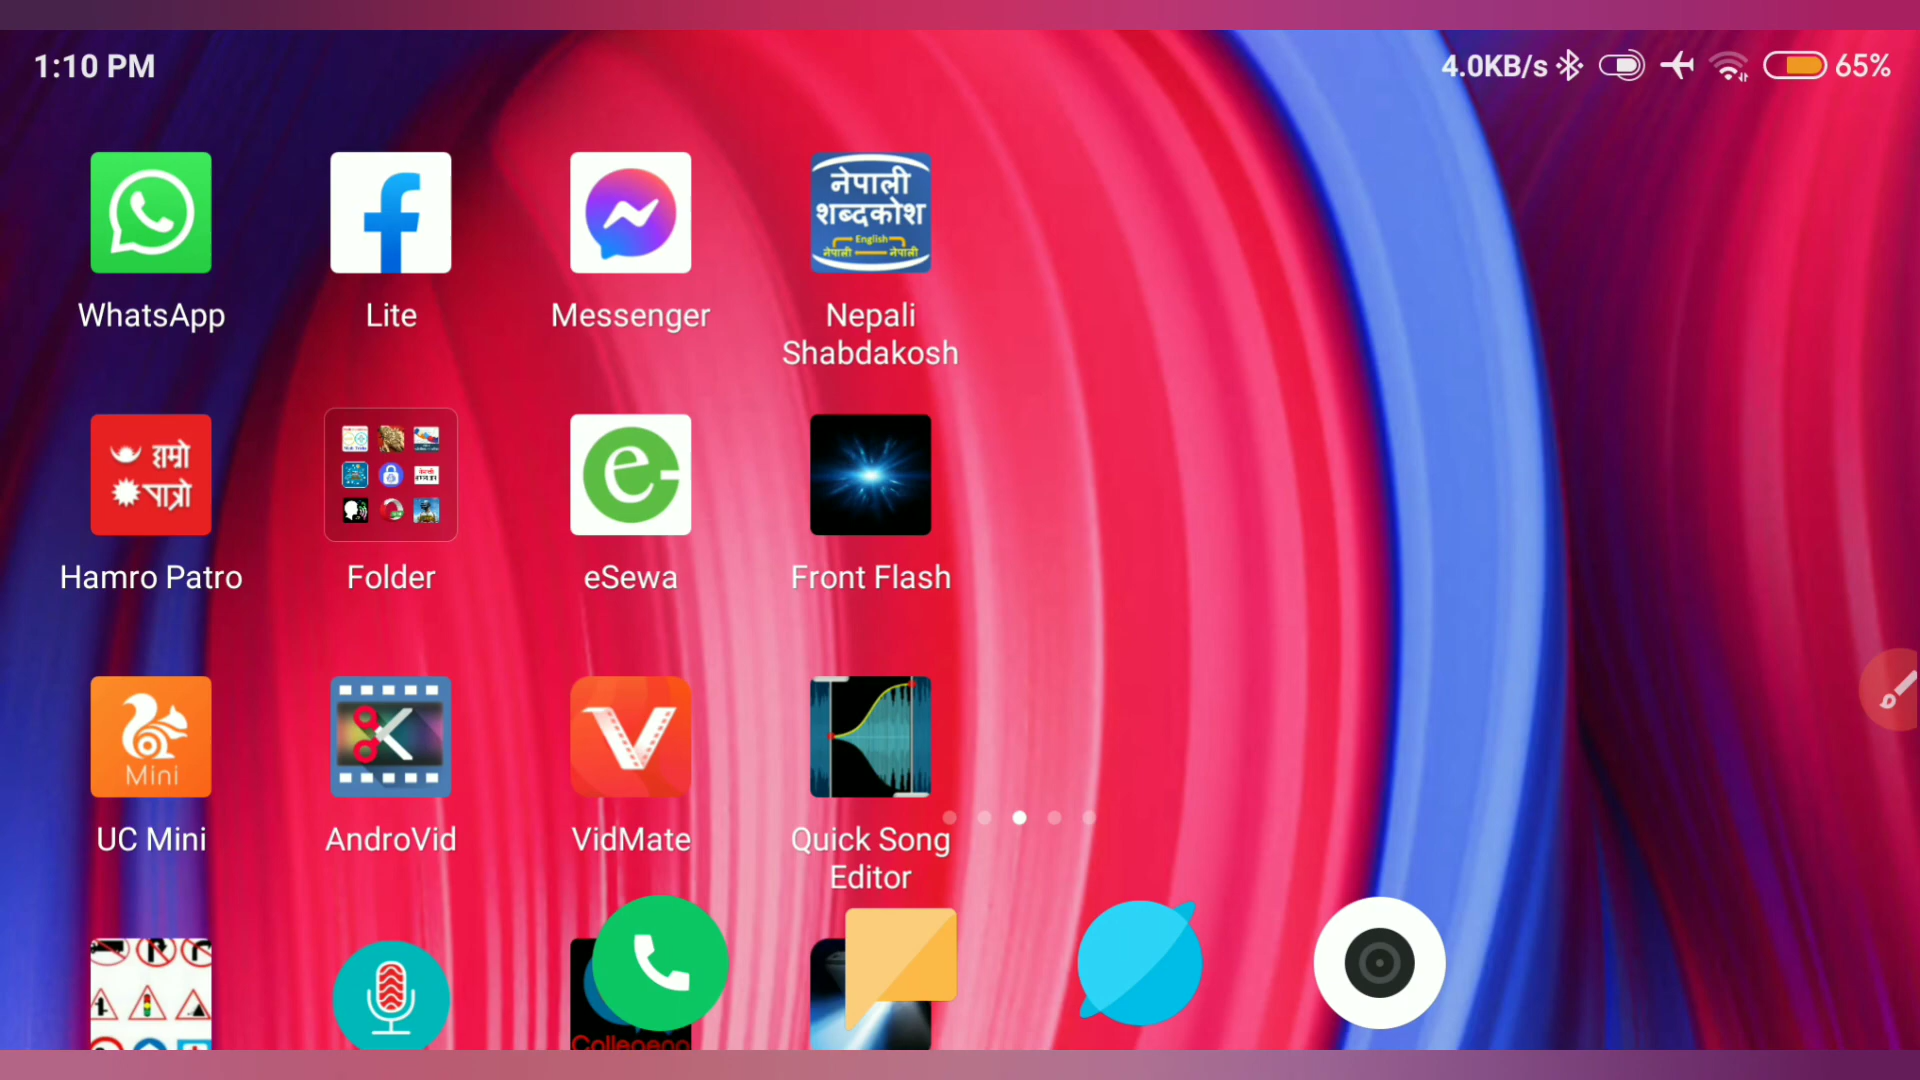 1:10 PM
4.0KB/s
65%
नेपाली
शब्दकोश
English
नेपाली
नेपाली
WhatsApp
Lite
Messenger
Nepali
Shabdakosh
हाम्रो
पात्रो
Hamro Patro
Folder
eSewa
Front Flash
Mini
UC Mini
AndroVid
VidMate
Quick Song
Editor